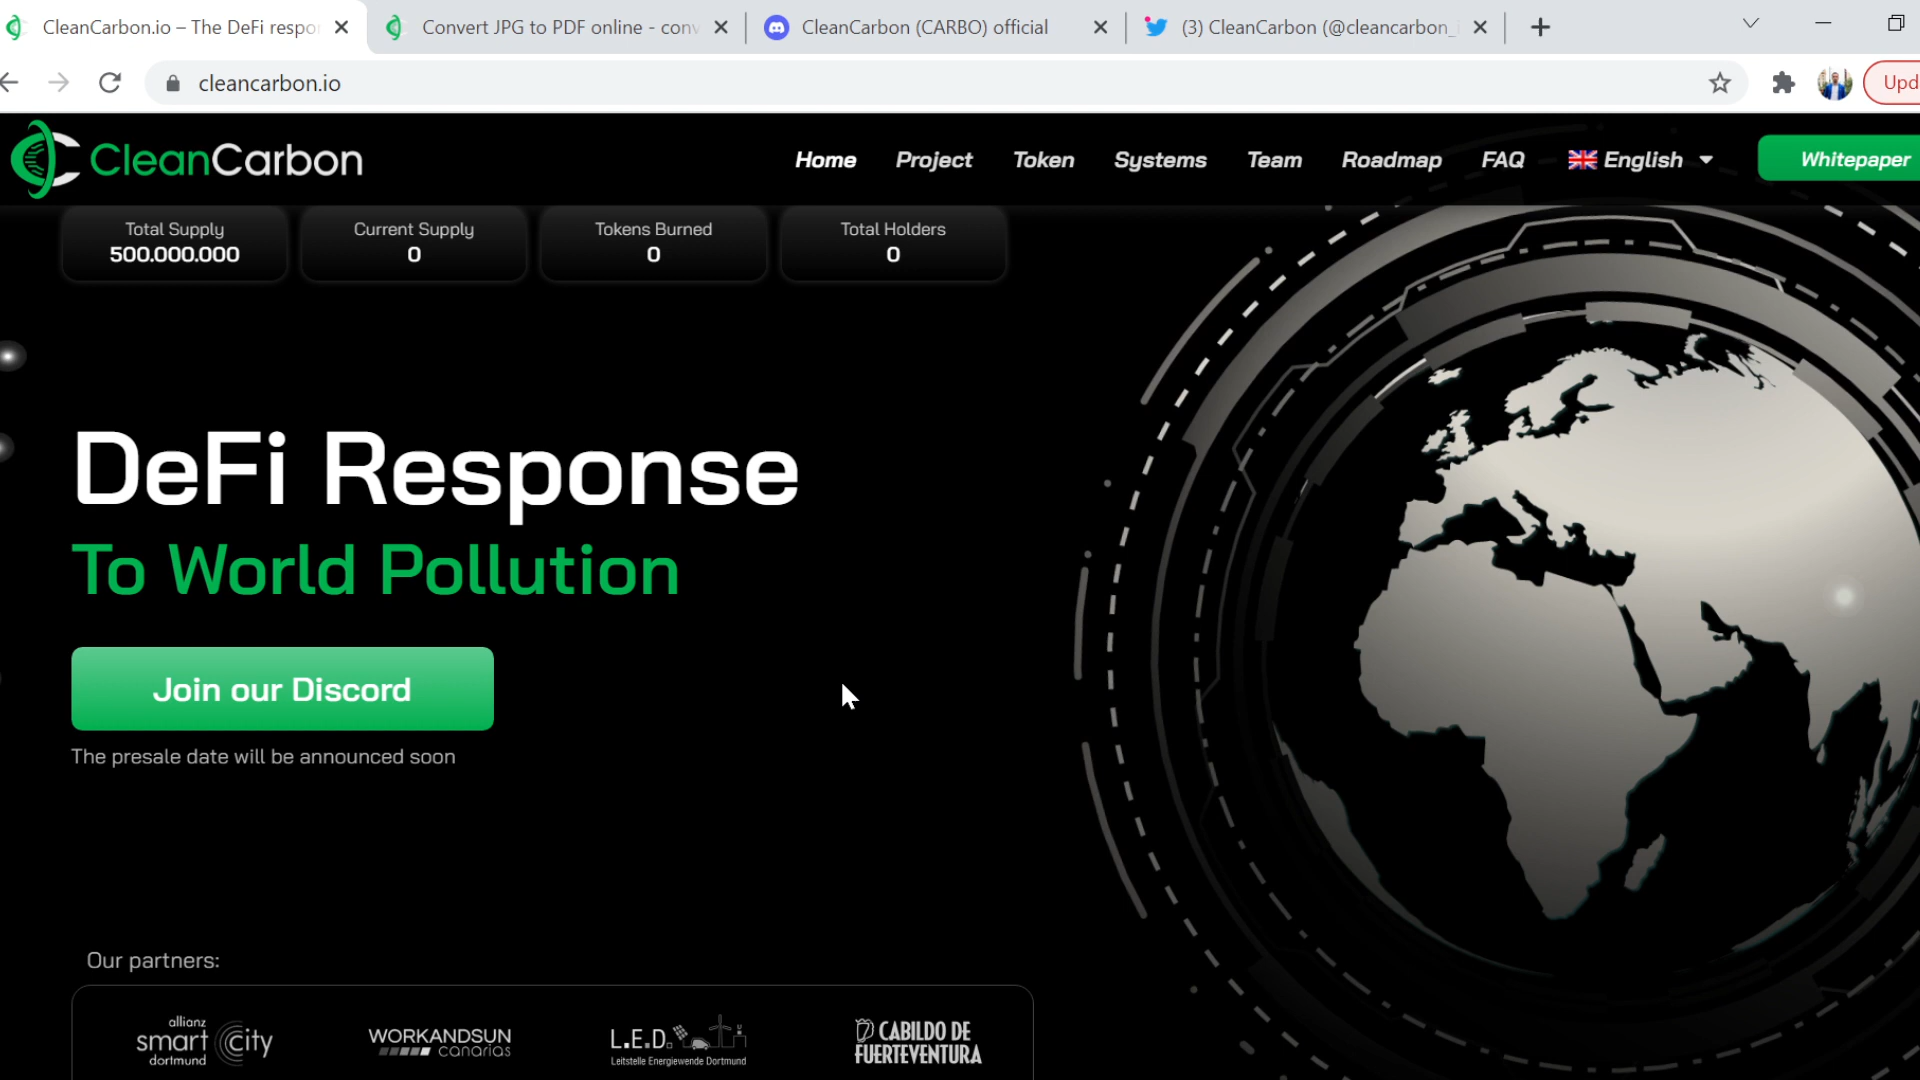 CleanCarbon.io – The DeFi respo
Convert JPG to PDF online - conv
CleanCarbon (CARBO) official
(3) CleanCarbon (@cleancarbon_i
cleancarbon.io
Upd
CleanCarbon
Home
Project
Token
Systems
Team
Roadmap
FAQ
English
Whitepaper
Total Supply
500.000.000
Current Supply
0
Tokens Burned
0
Total Holders
0
DeFi Response
To World Pollution
Join our Discord
The presale date will be announced soon
Our partners:
allianz
smart city
dortmund
WORKANDSUN
canarias
L.E.D.
Leitstelle Energiewende Dortmund
CABILDO DE
FUERTEVENTURA